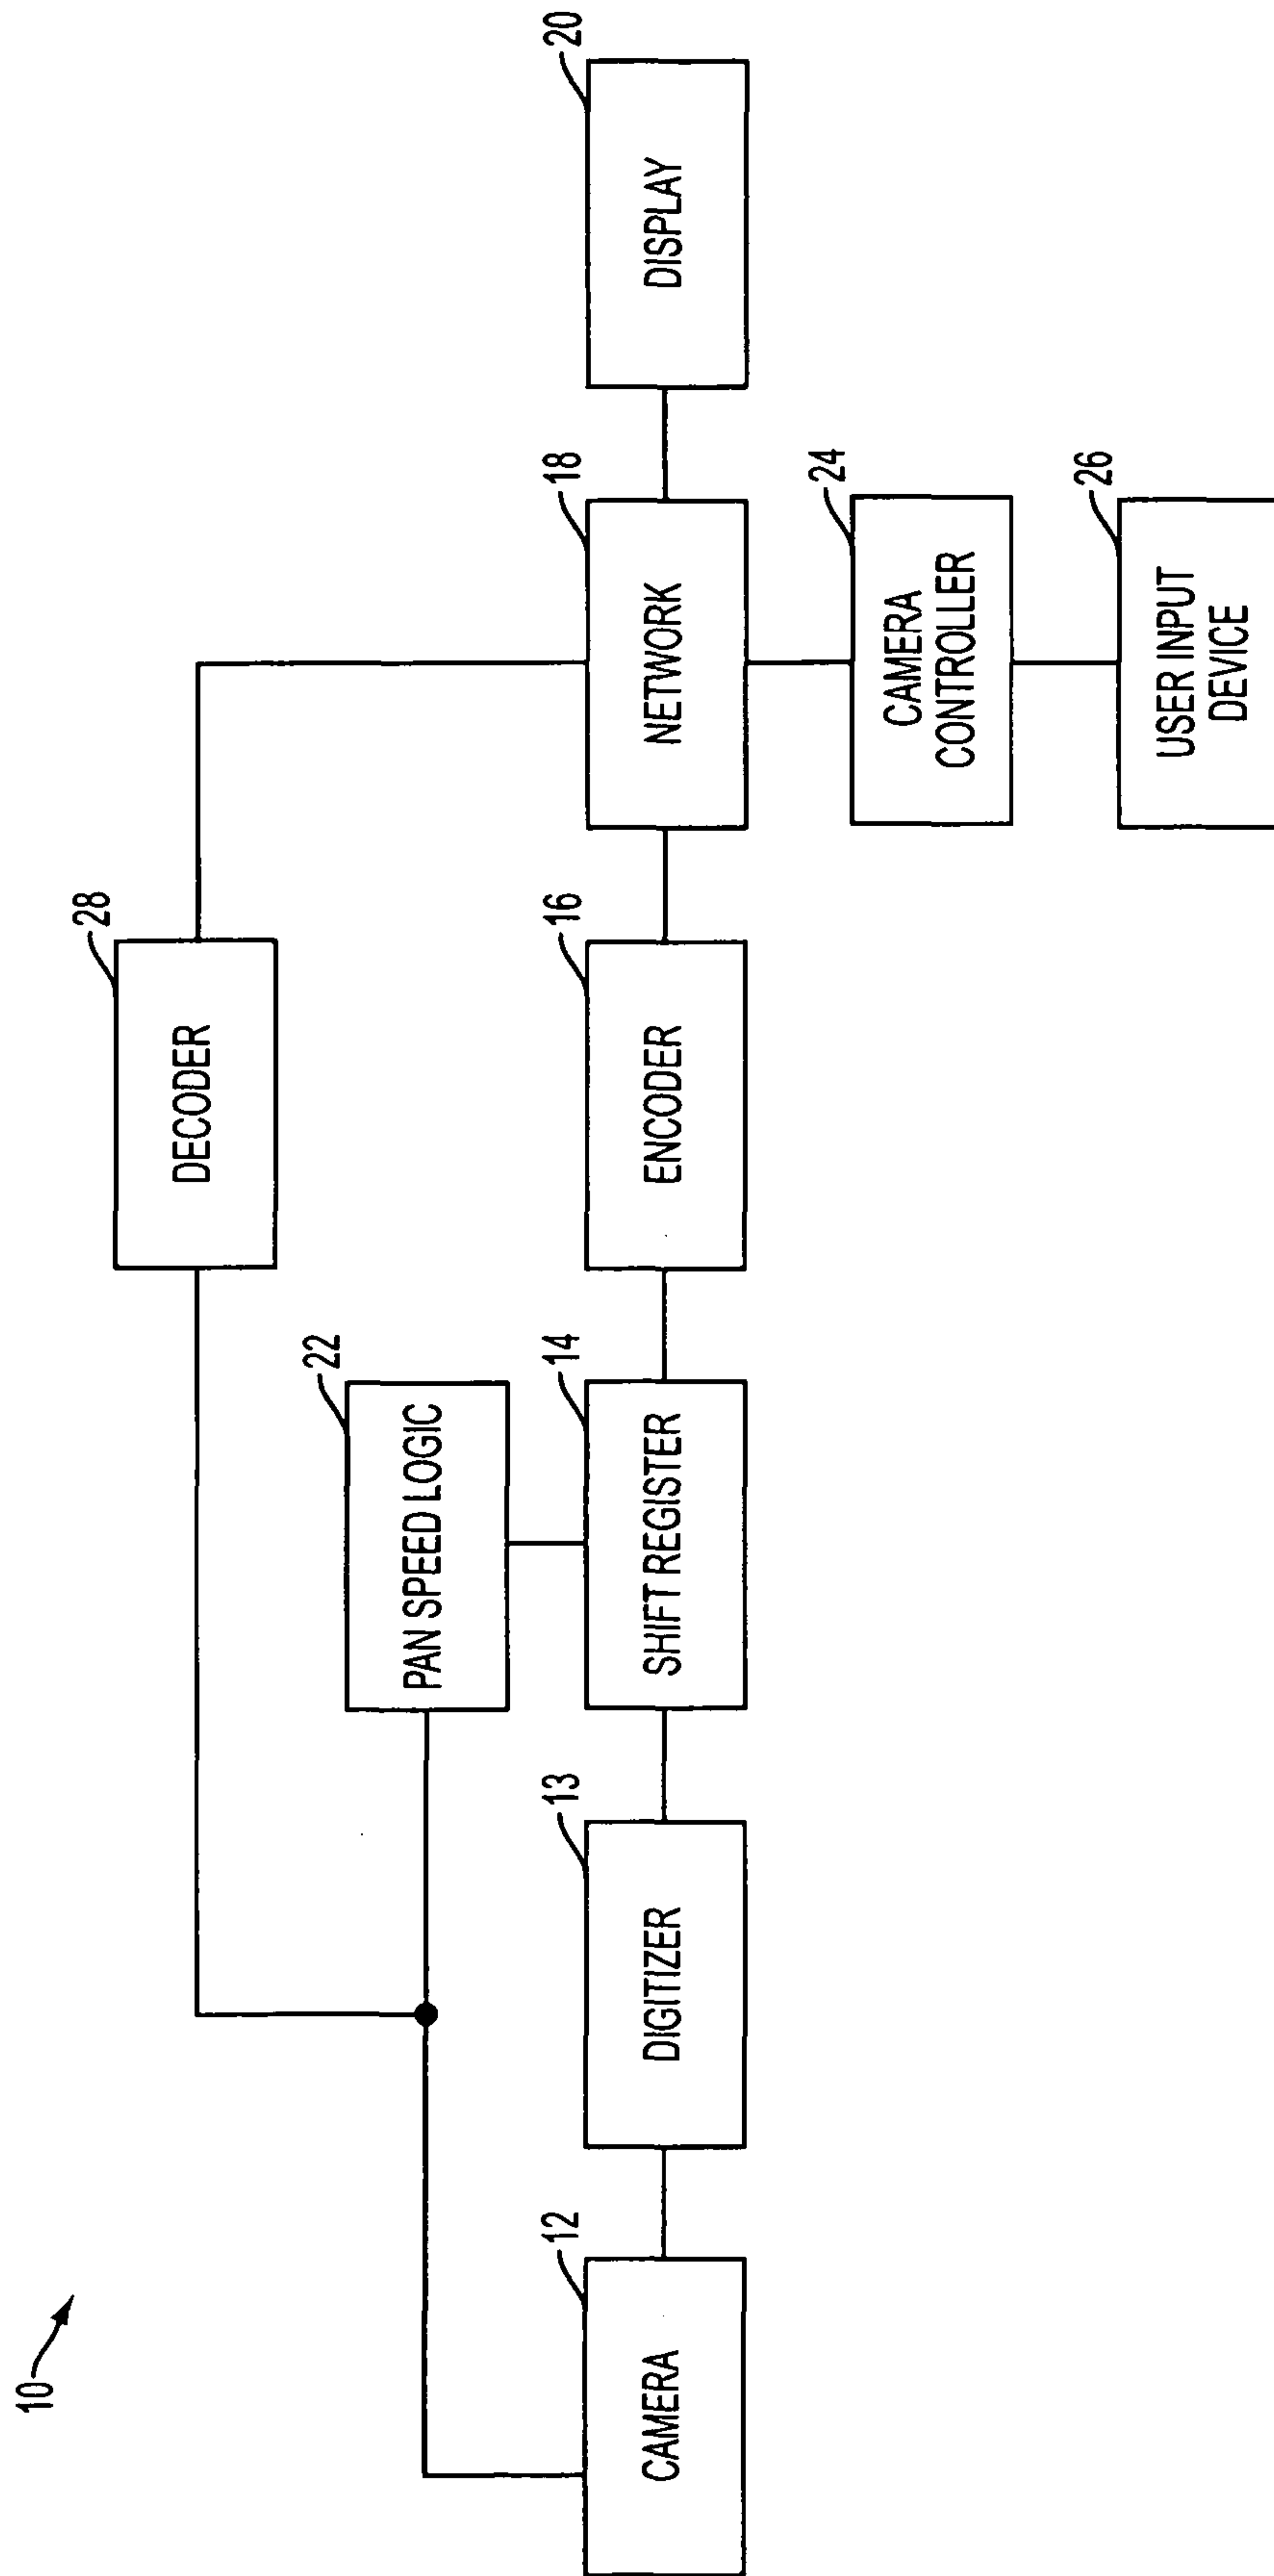 10
28
DECODER
22
PAN SPEED LOGIC
12
CAMERA
13
DIGITIZER
14
SHIFT REGISTER
16
ENCODER
18
NETWORK
20
DISPLAY
24
CAMERA
CONTROLLER
26
USER INPUT
DEVICE